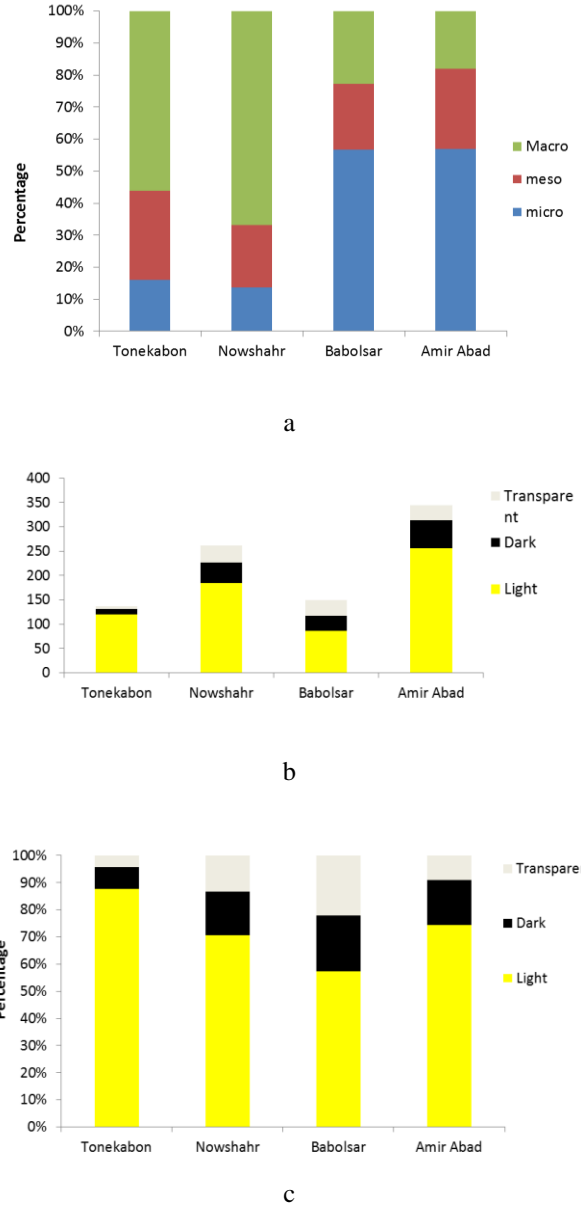 100%
90%
80%
70%
60%
50%
40%
30%
20%
10%
0%
Percentage
Tonekabon Nowshahr Babolsar Amir Abad
Macro
meso
micro
a
400
350
300
250
200
150
100
50
0
Tonekabon Nowshahr Babolsar Amir Abad
Transpare
nt
Dark
Light
b
100%
90%
80%
70%
60%
50%
40%
30%
20%
10%
0%
Percentage
Tonekabon Nowshahr Babolsar Amir Abad
Transpare
Dark
Light
c